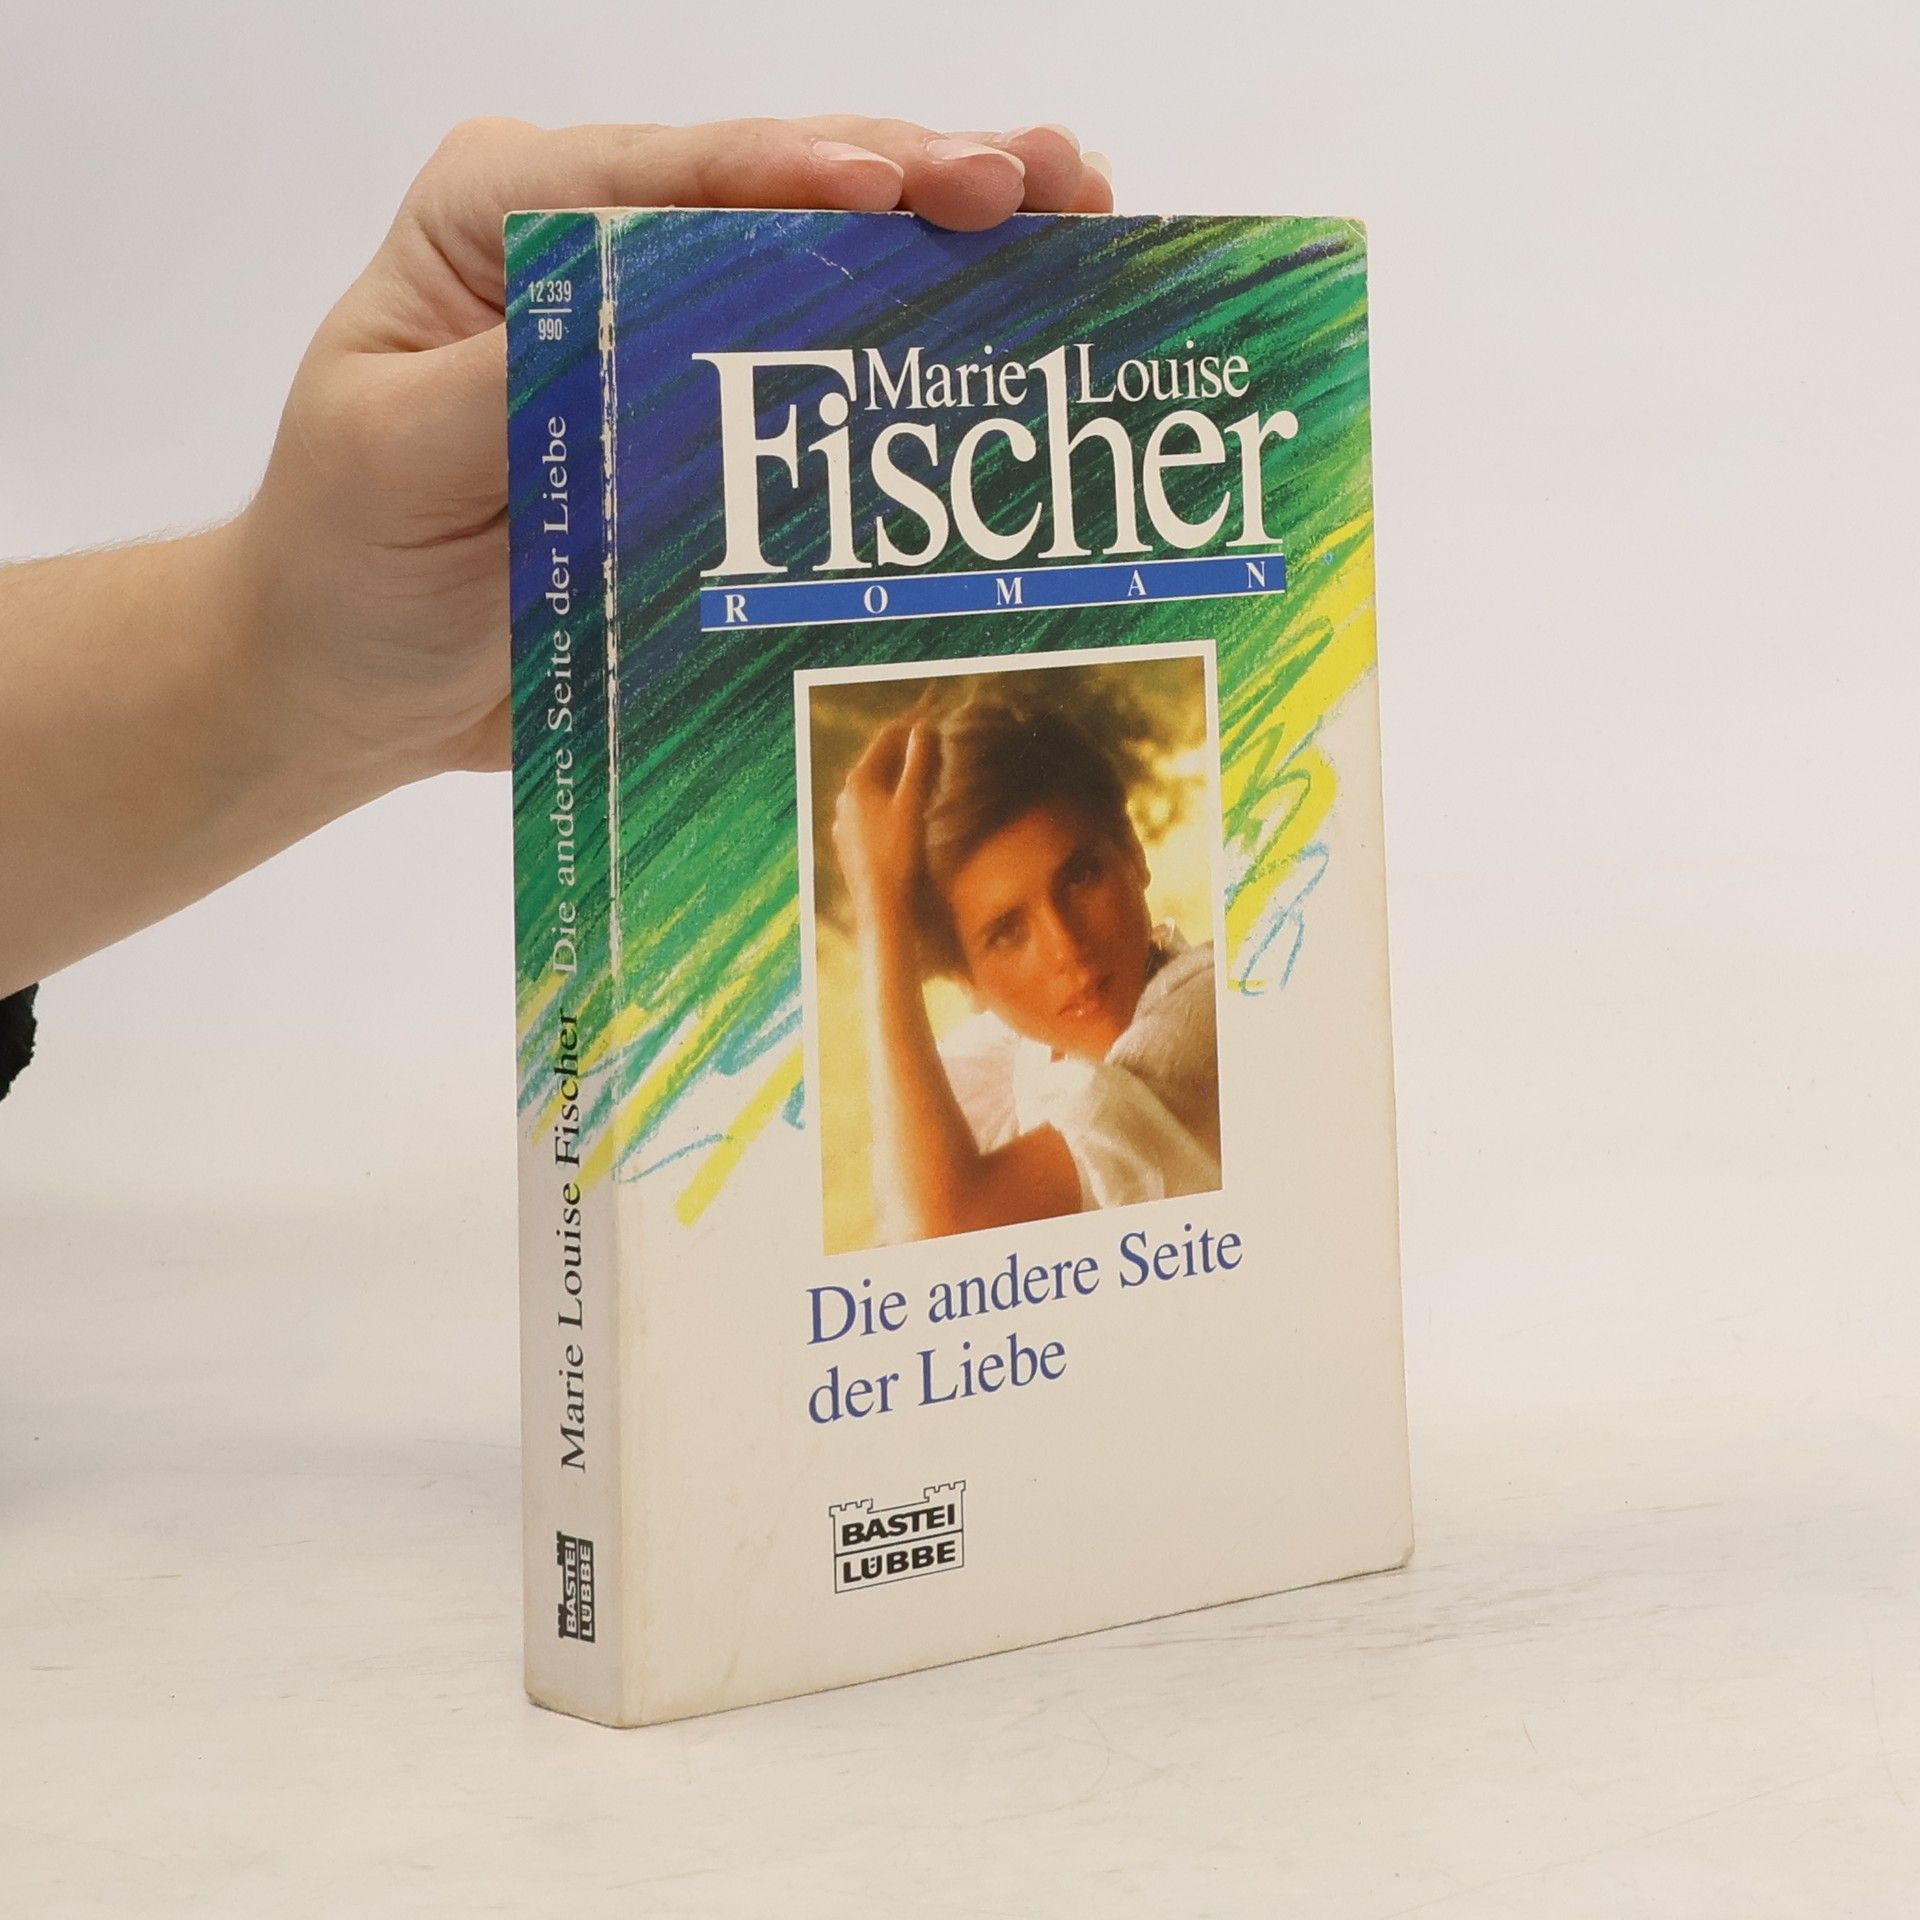 12 339
990
Marie Louise Fischer Die andere Seite der Liebe
BASTEI
LÜBBE
Marie Louise
Fischer
ROMAN
Die andere Seite
der Liebe
BASTEI
LÜBBE